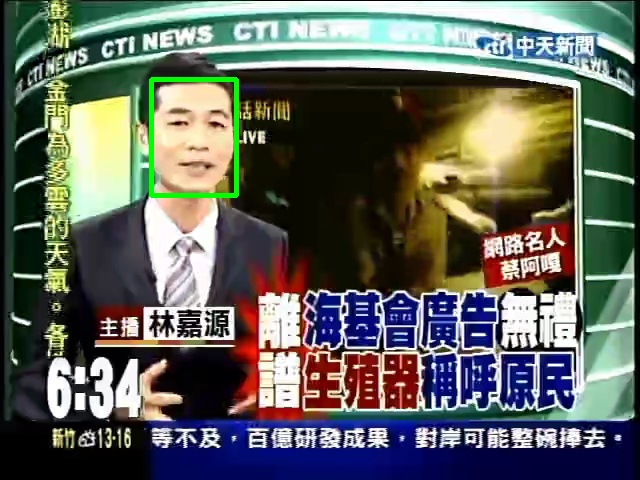 CTI NEWS
CTI NEWS
中天新聞
澎湖
金門為多雲的天氣。各
話新聞
LIVE
網路名人
蔡阿嘎
主播 林嘉源
離譜
海基會廣告無禮
生殖器稱呼原民
6:34
新竹 13-16 等不及,百億研發成果,對岸可能整碗捧去。